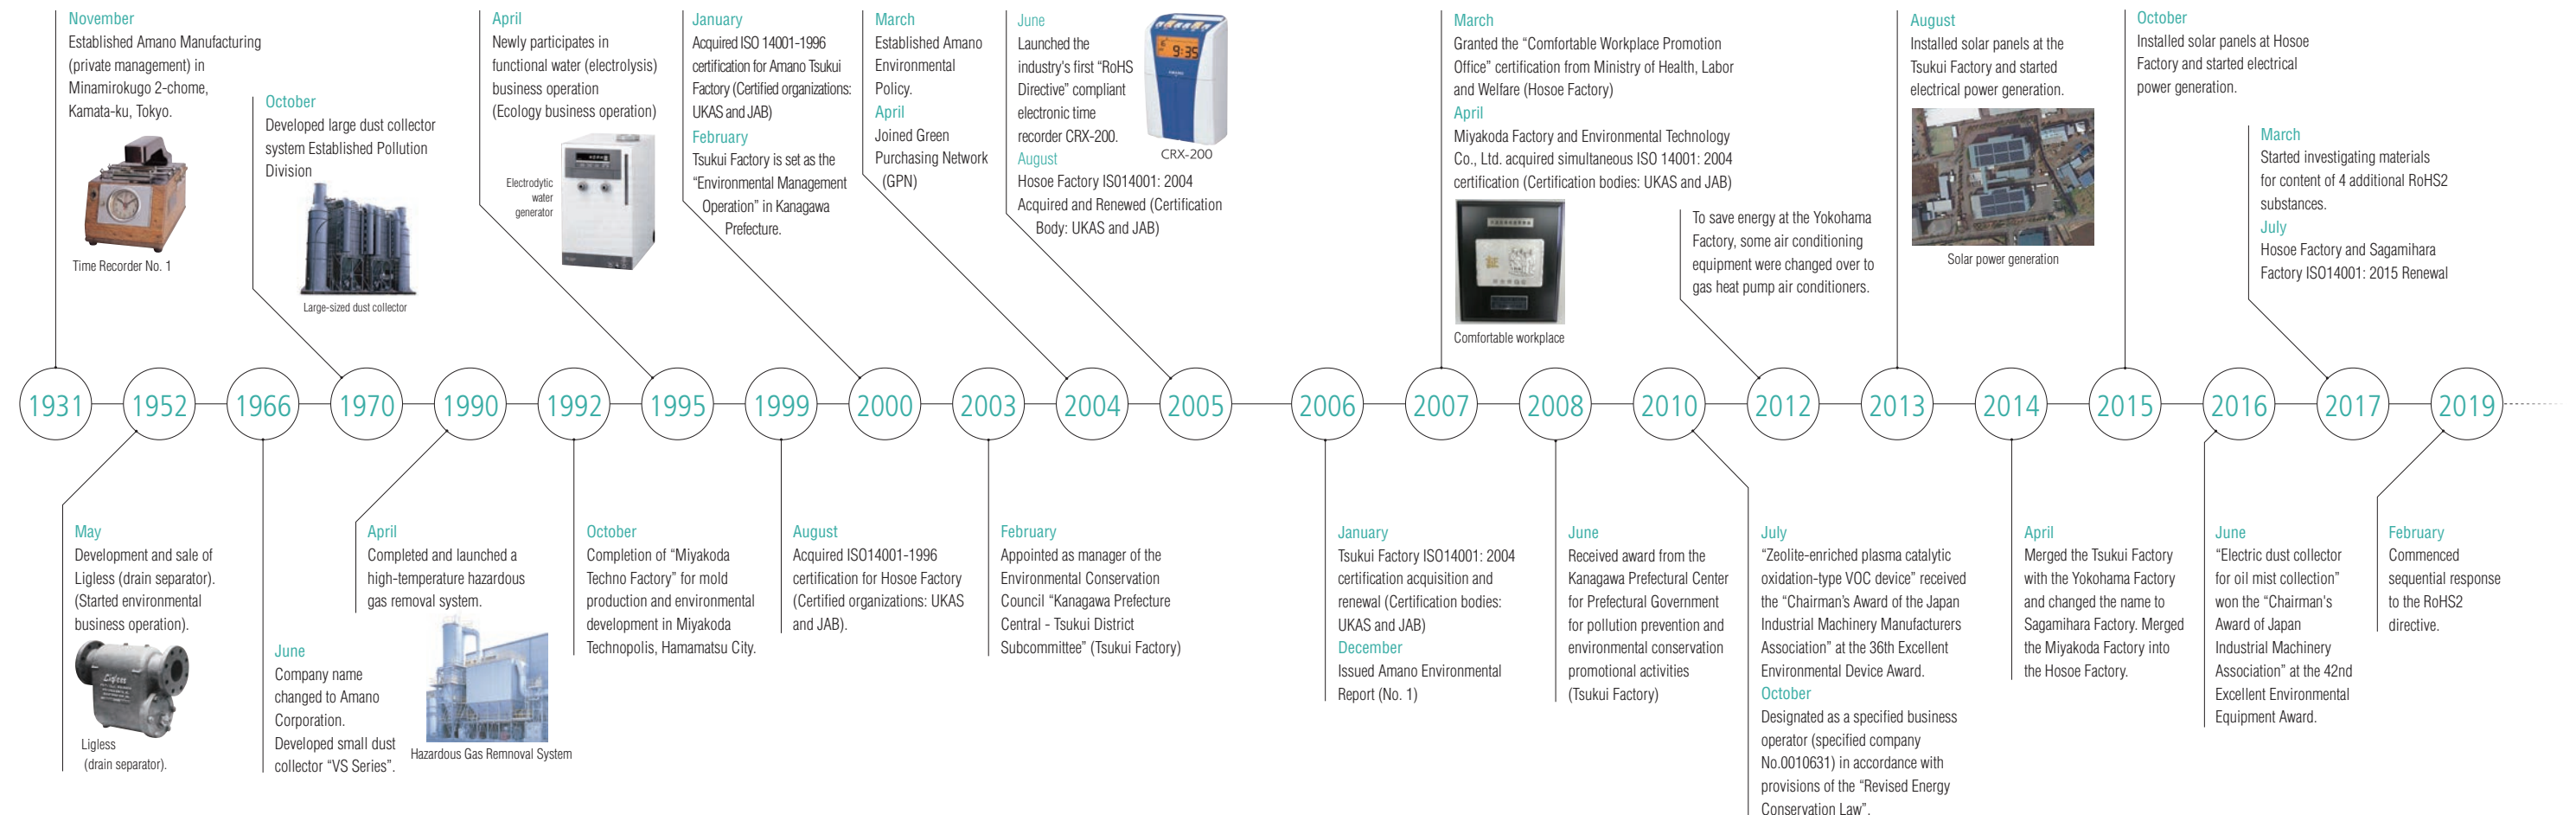 November
Established Amano Manufacturing
(private management) in
Minamirokugo 2-chome,
Kamata-ku, Tokyo.
Time Recorder No. 1
October
Developed large dust collector
system Established Pollution
Division
Large-sized dust collector
April
Newly participates in
functional water (electrolysis)
business operation
(Ecology business operation)
Electrodytic
water
generator
January
Acquired ISO 14001-1996
certification for Amano Tsukui
Factory (Certified organizations:
UKAS and JAB)
February
Tsukui Factory is set as the
“Environmental Management
Operation” in Kanagawa
Prefecture.
March
Established Amano
Environmental
Policy.
April
Joined Green
Purchasing Network
(GPN)
June
Launched the
industry's first “RoHS
Directive” compliant
electronic time
recorder CRX-200.
August
Hosoe Factory IS014001: 2004
Acquired and Renewed (Certification
Body: UKAS and JAB)
9:35
CRX-200
March
Granted the “Comfortable Workplace Promotion
Office” certification from Ministry of Health, Labor
and Welfare (Hosoe Factory)
April
Miyakoda Factory and Environmental Technology
Co., Ltd. acquired simultaneous ISO 14001: 2004
certification (Certification bodies: UKAS and JAB)
Comfortable workplace
To save energy at the Yokohama
Factory, some air conditioning
equipment were changed over to
gas heat pump air conditioners.
August
Installed solar panels at the
Tsukui Factory and started
electrical power generation.
Solar power generation
October
Installed solar panels at Hosoe
Factory and started electrical
power generation.
March
Started investigating materials
for content of 4 additional RoHS2
substances.
July
Hosoe Factory and Sagamihara
Factory ISO14001: 2015 Renewal
1931
1952
1966
1970
1990
1992
1995
1999
2000
2003
2004
2005
2006
2007
2008
2010
2012
2013
2014
2015
2016
2017
2019
May
Development and sale of
Ligless (drain separator).
(Started environmental
business operation).
Ligless
Ligless
(drain separator).
June
Company name
changed to Amano
Corporation.
Developed small dust
collector “VS Series”.
April
Completed and launched a
high-temperature hazardous
gas removal system.
Hazardous Gas Remnoval System
October
Completion of “Miyakoda
Techno Factory” for mold
production and environmental
development in Miyakoda
Technopolis, Hamamatsu City.
August
Acquired ISO14001-1996
certification for Hosoe Factory
(Certified organizations: UKAS
and JAB).
February
Appointed as manager of the
Environmental Conservation
Council “Kanagawa Prefecture
Central - Tsukui District
Subcommittee” (Tsukui Factory)
January
Tsukui Factory ISO14001: 2004
certification acquisition and
renewal (Certification bodies:
UKAS and JAB)
December
Issued Amano Environmental
Report (No. 1)
June
Received award from the
Kanagawa Prefectural Center
for Prefectural Government
for pollution prevention and
environmental conservation
promotional activities
(Tsukui Factory)
July
“Zeolite-enriched plasma catalytic
oxidation-type VOC device” received
the “Chairman’s Award of the Japan
Industrial Machinery Manufacturers
Association” at the 36th Excellent
Environmental Device Award.
October
Designated as a specified business
operator (specified company
No.0010631) in accordance with
provisions of the “Revised Energy
Conservation Law”.
April
Merged the Tsukui Factory
with the Yokohama Factory
and changed the name to
Sagamihara Factory. Merged
the Miyakoda Factory into
the Hosoe Factory.
June
“Electric dust collector
for oil mist collection”
won the “Chairman's
Award of Japan
Industrial Machinery
Association” at the 42nd
Excellent Environmental
Equipment Award.
February
Commenced
sequential response
to the RoHS2
directive.